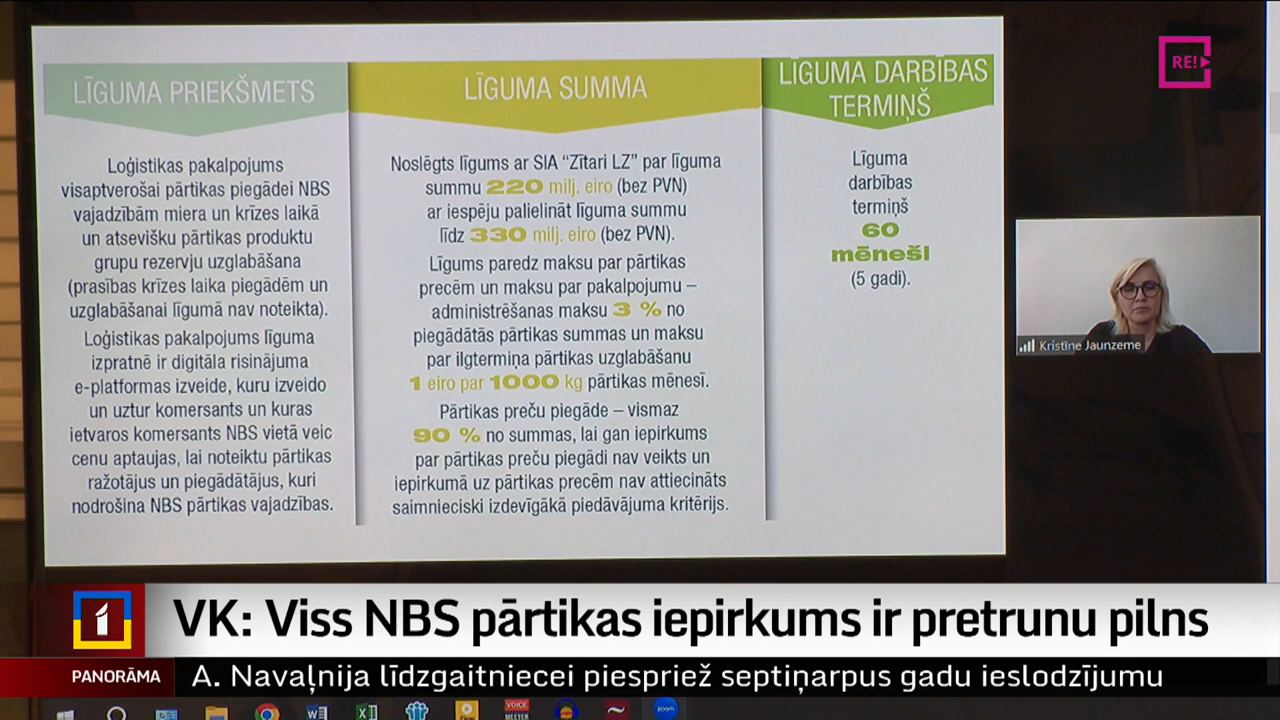 RE!
LĪGUMA PRIEKŠMETS
Loģistikas pakalpojums
visaptverošai pārtikas piegādei NBS
vajadzībām miera un krīzes laikā
un atsevišku pārtikas produktu
grupu rezervju uzglabāšana
(prasības krīzes laika piegādēm un
uzglabāšanai līgumā nav noteikta).
Loģistikas pakalpojums līguma
izpratnē ir digitāla risinājuma
e-platformas izveide, kuru izveido
un uztur komersants un kuras
ietvaros komersants NBS vietā veic
cenu aptaujas, lai noteiktu pārtikas
ražotājus un piegādātājus, kuri
nodrošina NBS pārtikas vajadzības.
LĪGUMA SUMMA
Noslēgts līgums ar SIA “Zītari LZ” par līguma
summu 220 milj. eiro (bez PVN)
ar iespēju palielināt līguma summu
līdz 330 milj. eiro (bez PVN).
Līgums paredz maksu par pārtikas
precēm un maksu par pakalpojumu –
administrēšanas maksu 3 % no
piegādātās pārtikas summas un maksu
par ilgtermiņa pārtikas uzglabāšanu
1 eiro par 1000 kg pārtikas mēnesī.
Pārtikas preču piegāde – vismaz
90 % no summas, lai gan iepirkums
par pārtikas preču piegādi nav veikts un
iepirkumā uz pārtikas precēm nav attiecināts
saimnieciski izdevīgākā piedāvājuma kritērijs.
LĪGUMA DARBĪBAS
TERMIŅŠ
Līguma
darbības
termiņš
60
mēneši
(5 gadi).
Kristīne Jaunzeme
1
VK: Viss NBS pārtikas iepirkums ir pretrunu pilns
PANORĀMA
A. Navaļnija līdzgaitniecei piespriež septiņarpus gadu ieslodzījumu
VOICE
MEETER
zoom